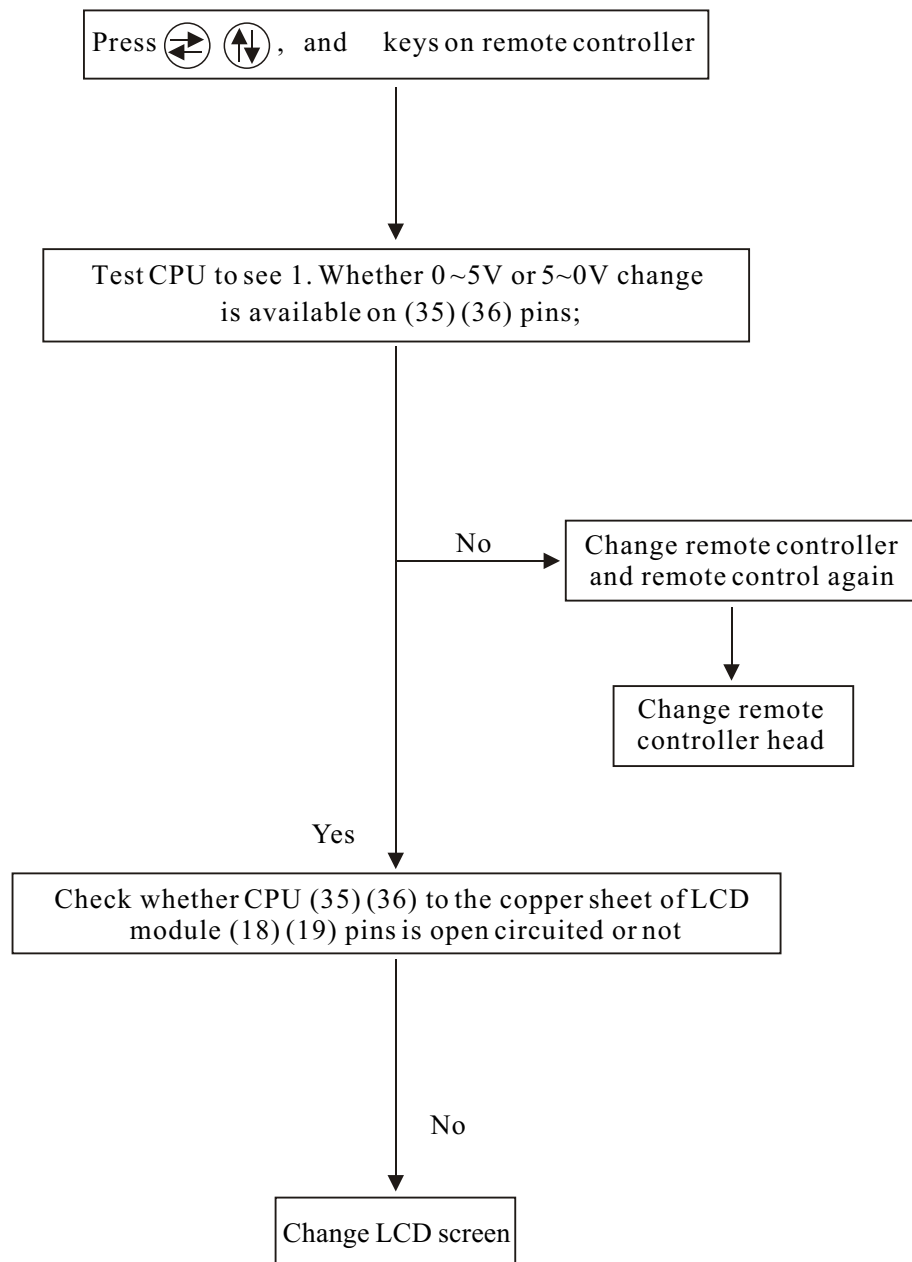 Press , and keys on remote controller
Test CPU to see 1. Whether 0~5V or 5~0V change
is available on (35) (36) pins;
No
Change remote controller
and remote control again
Change remote
controller head
Yes
Check whether CPU (35) (36) to the copper sheet of LCD
module (18) (19) pins is open circuited or not
No
Change LCD screen